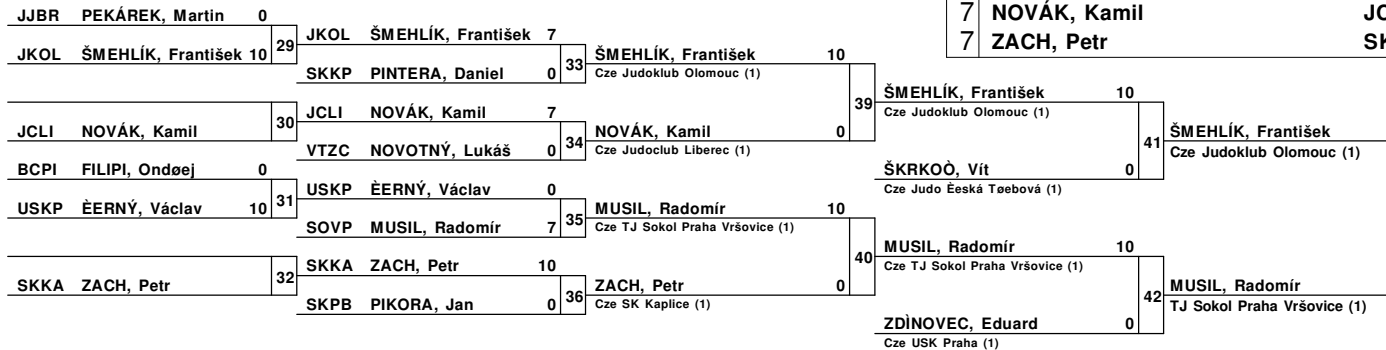 7 NOVÁK, Kamil
7 ZACH, Petr
JJBR PEKÁREK, Martin 0
JKOL ŠMEHLÍK, František 10
29
JCLI NOVÁK, Kamil
30
BCPI FILIPI, Ondøej 0
USKP ÈERNÝ, Václav 10
31
SKKA ZACH, Petr
32
JKOL ŠMEHLÍK, František 7
SKKP PINTERA, Daniel 0
33
JCLI NOVÁK, Kamil 7
VTZC NOVOTNÝ, Lukáš 0
34
USKP ÈERNÝ, Václav 0
SOVP MUSIL, Radomír 7
35
SKKA ZACH, Petr 10
SKPB PIKORA, Jan 0
36
ŠMEHLÍK, František 10
Cze Judoklub Olomouc (1)
NOVÁK, Kamil 0
Cze Judoclub Liberec (1)
39
MUSIL, Radomír 10
Cze TJ Sokol Praha Vršovice (1)
ZACH, Petr 0
Cze SK Kaplice (1)
40
ŠMEHLÍK, František 10
Cze Judoklub Olomouc (1)
ŠKRKOÒ, Vít 0
Cze Judo Èeská Tøebová (1)
41
MUSIL, Radomír 10
Cze TJ Sokol Praha Vršovice (1)
ZDÌNOVEC, Eduard 0
Cze USK Praha (1)
42
ŠMEHLÍK, František
Cze Judoklub Olomouc (1)
MUSIL, Radomír
TJ Sokol Praha Vršovice (1)